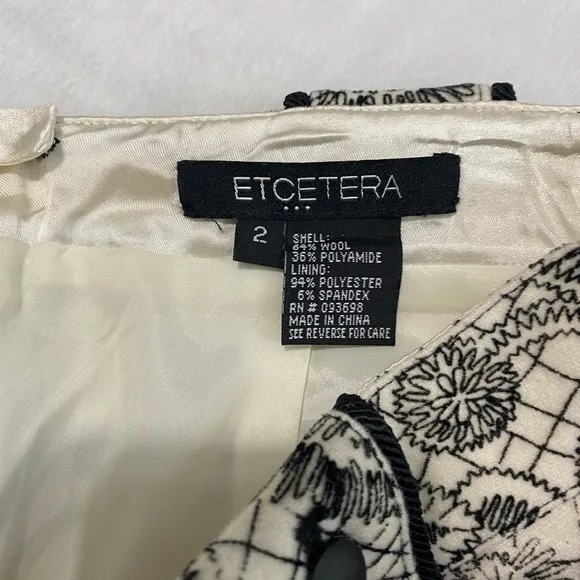 ETCETERA
2
SHELL:
64% WOOL
36% POLYAMIDE
LINING:
94% POLYESTER
6% SPANDEX
RN # 093698
MADE IN CHINA
SEE REVERSE FOR CARE